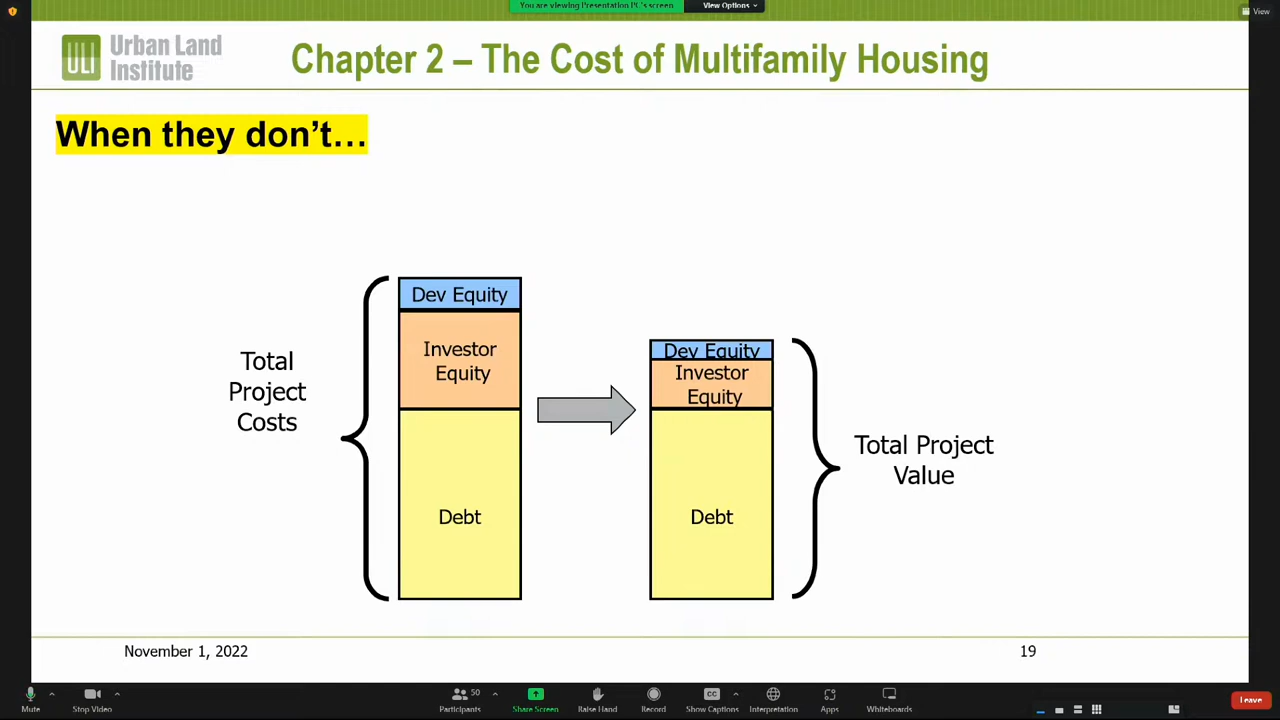 You are viewing Presentation PC's screen
View Options
View
ULI
Urban Land
Institute
Chapter 2 – The Cost of Multifamily Housing
When they don't…
Total
Project
Costs
Dev Equity
Investor
Equity
Debt
Dev Equity
Investor
Equity
Debt
Total Project
Value
November 1, 2022
19
Mute
Stop Video
50
Participants
Share Screen
Raise Hand
Record
CC
Show Captions
Interpretation
Apps
Whiteboards
Leave